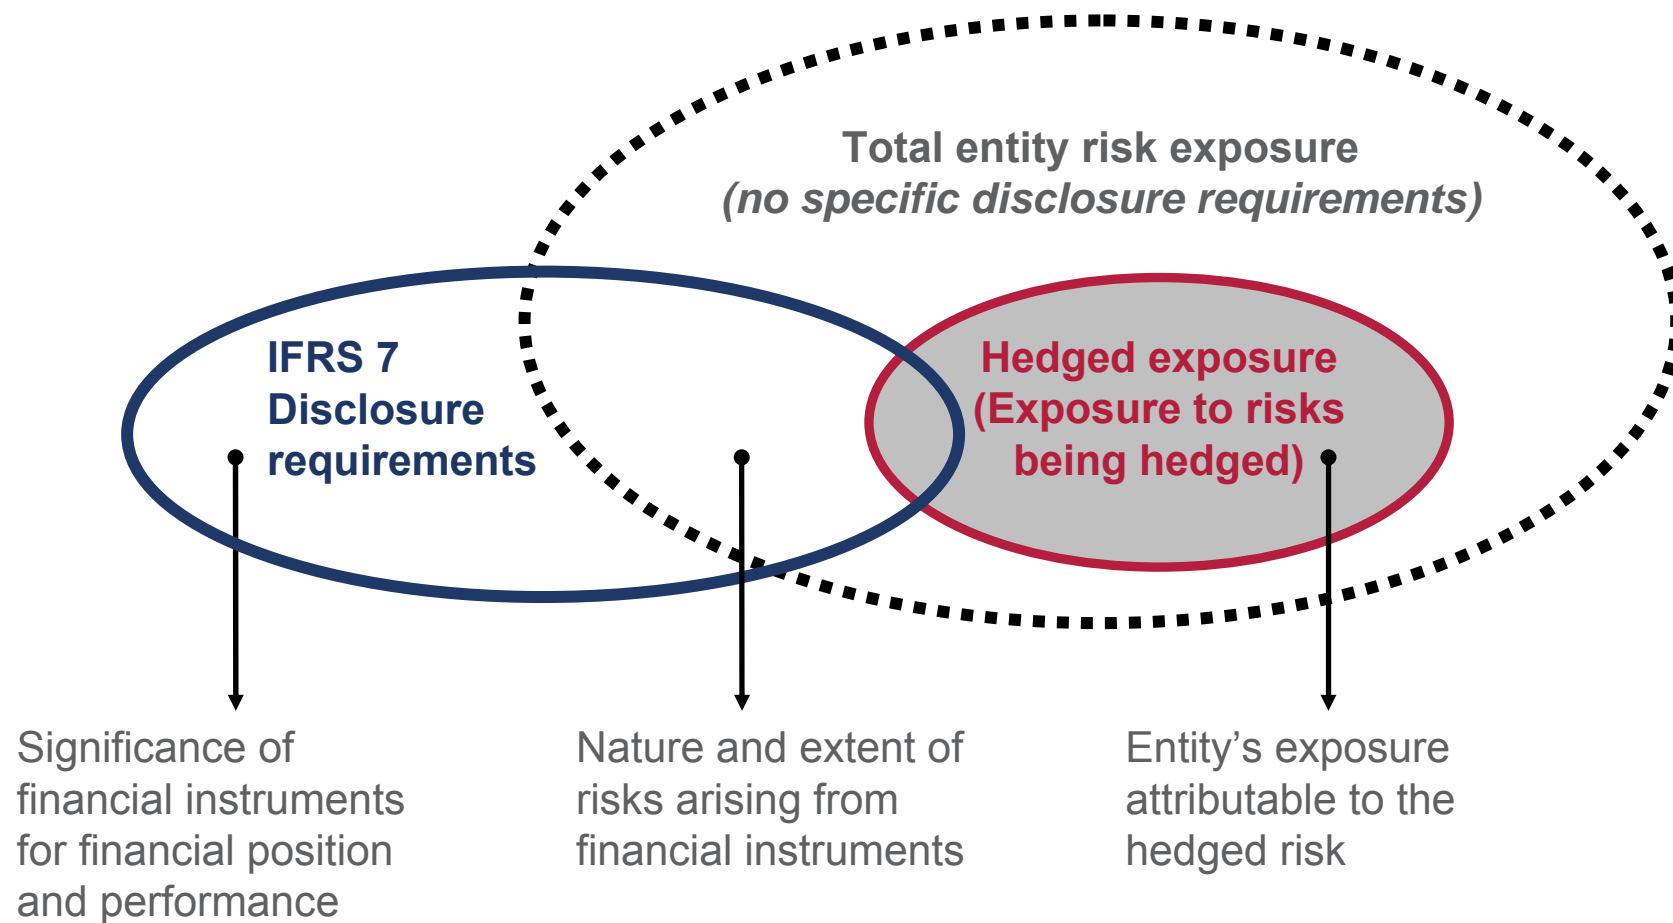 Total entity risk exposure
(no specific disclosure requirements)
IFRS 7
Disclosure
requirements
Hedged exposure
(Exposure to risks
being hedged)
Significance of
financial instruments
for financial position
and performance
Nature and extent of
risks arising from
financial instruments
Entity’s exposure
attributable to the
hedged risk